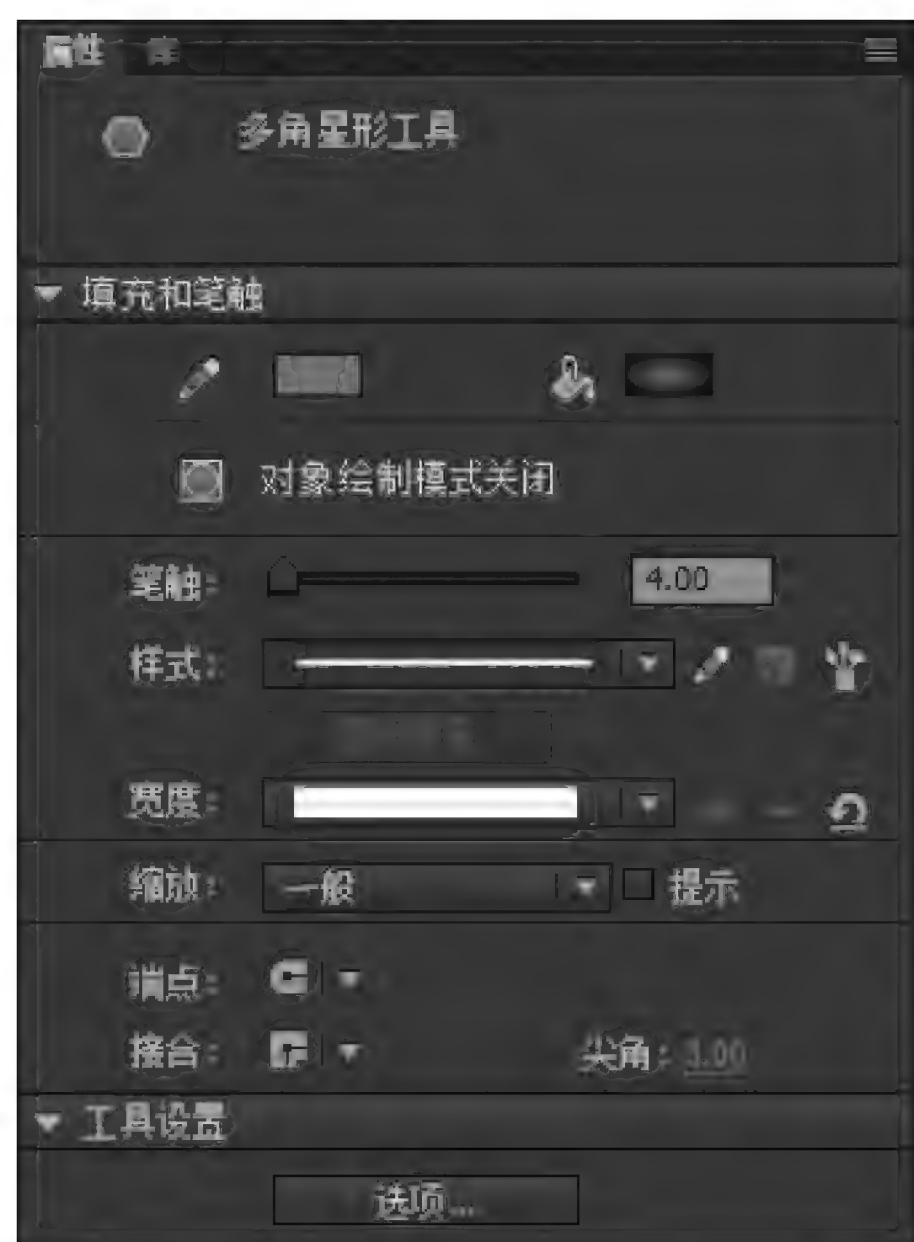 属性 库
多角星形工具
填充和笔触
对象绘制模式关闭
笔触： 4.00
样式：
宽度：
缩放： 一般 提示
端点：
接合： 尖角：3.00
工具设置
选项...